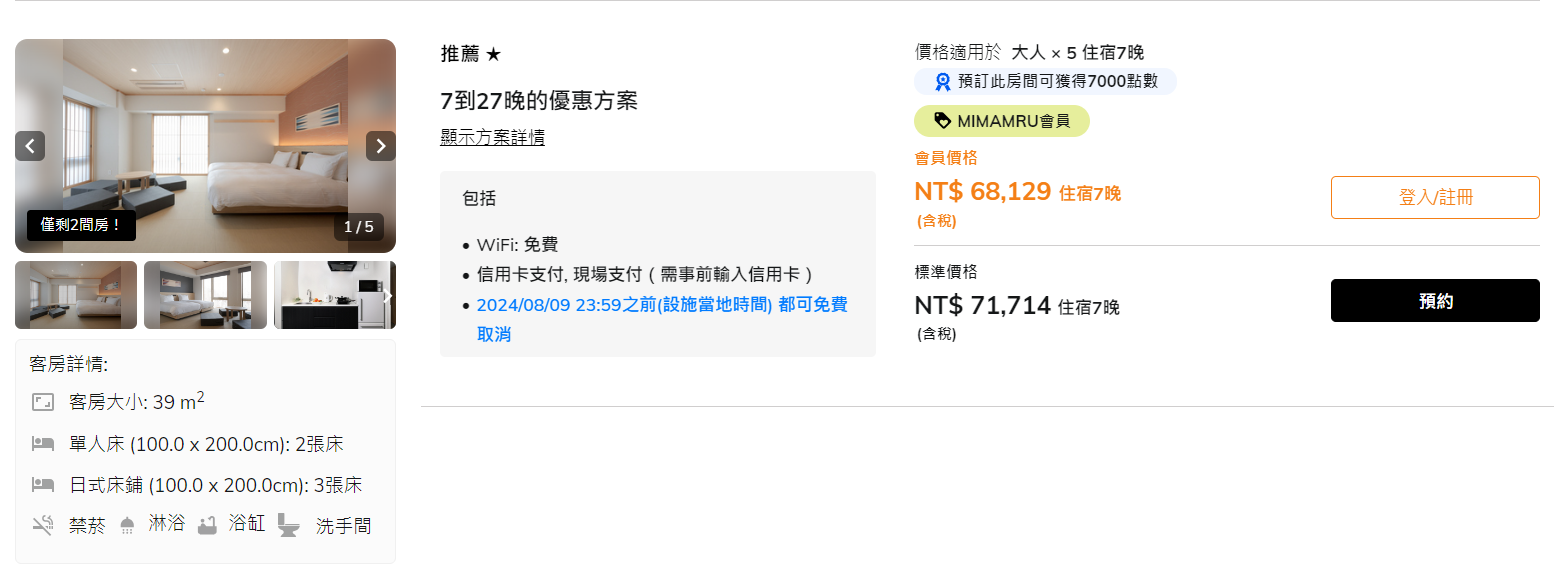 僅剩2間房！
1 / 5
客房詳情:
客房大小: 39 m²
單人床 (100.0 x 200.0cm): 2張床
日式床鋪 (100.0 x 200.0cm): 3張床
禁菸 淋浴 浴缸 洗手間
推薦 ★
7到27晚的優惠方案
顯示方案詳情
包括
• WiFi: 免費
• 信用卡支付, 現場支付 ( 需事前輸入信用卡 )
• 2024/08/09 23:59之前(設施當地時間) 都可免費
取消
價格適用於 大人 × 5 住宿7晚
預訂此房間可獲得7000點數
MIMAMRU會員
會員價格
NT$ 68,129 住宿7晚
(含稅)
登入/註冊
標準價格
NT$ 71,714 住宿7晚
(含稅)
預約